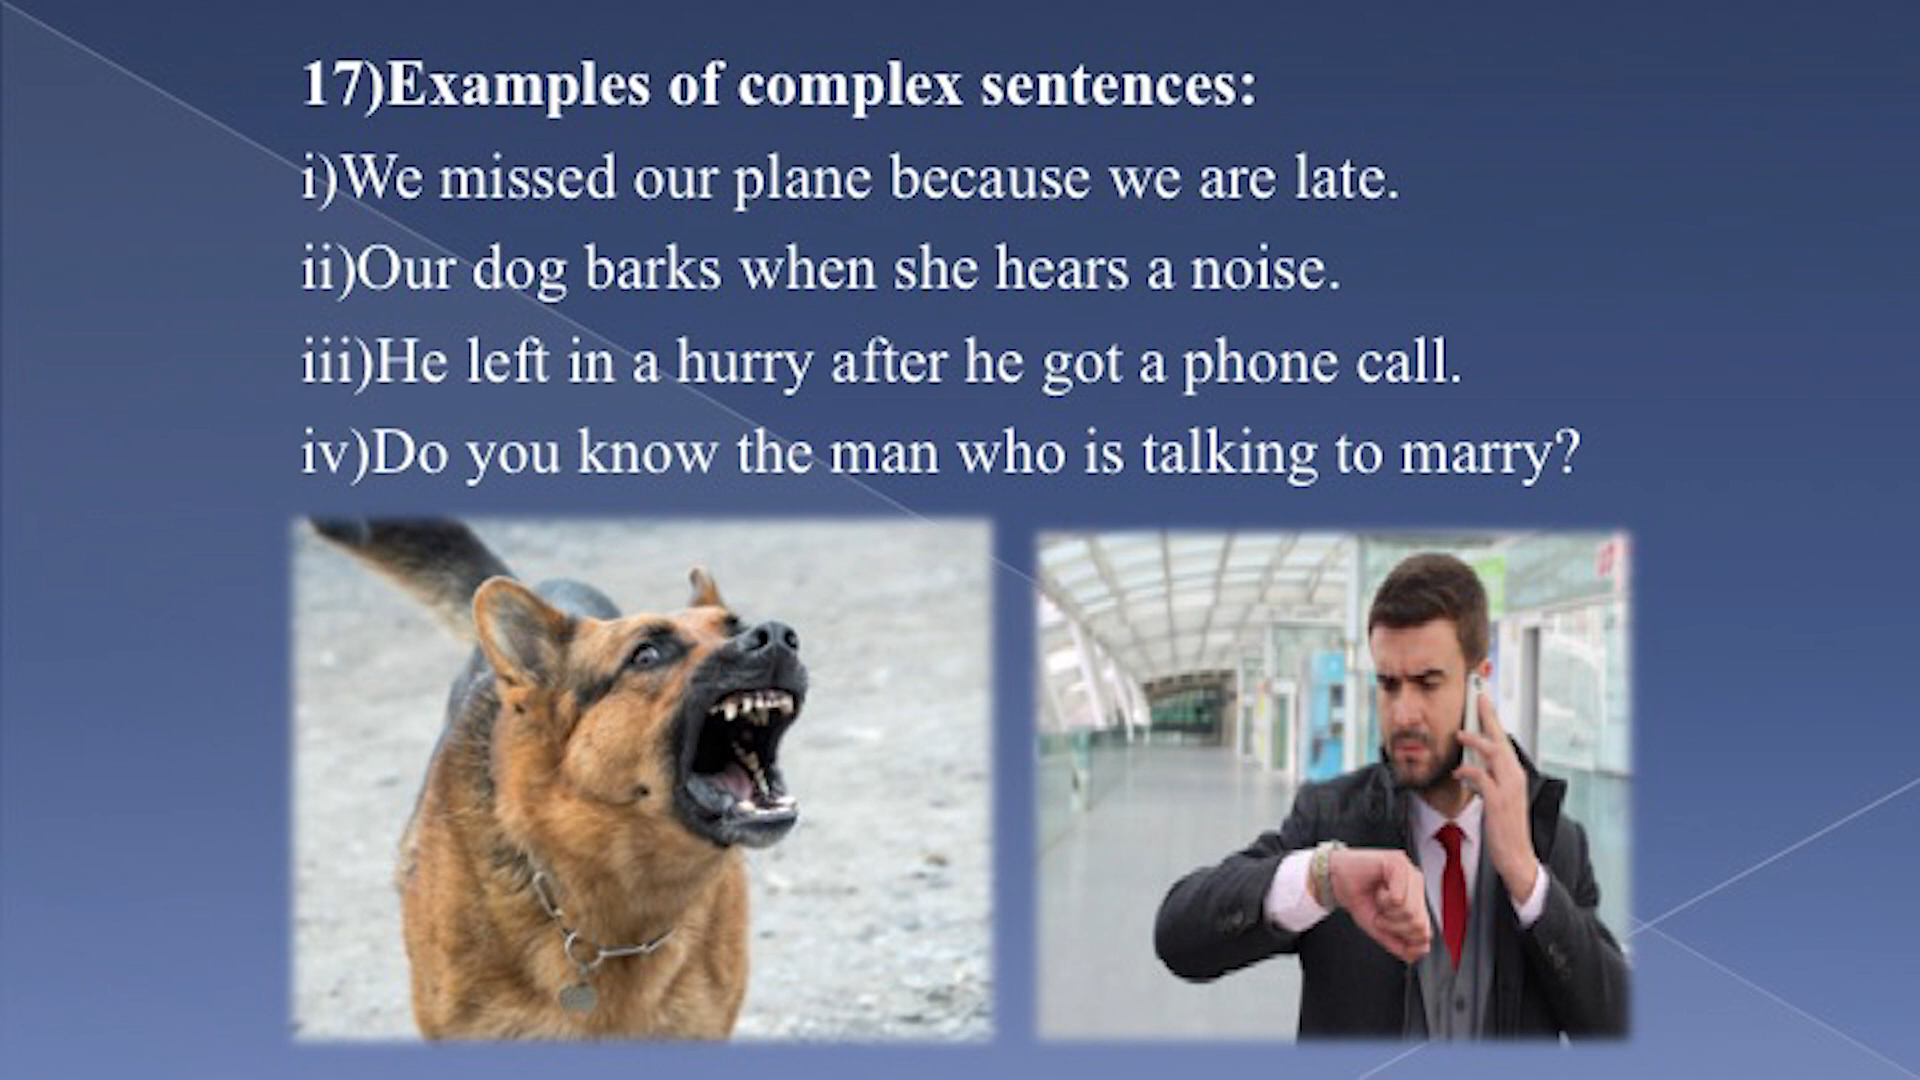 17)Examples of complex sentences:
i)We missed our plane because we are late.
ii)Our dog barks when she hears a noise.
iii)He left in a hurry after he got a phone call.
iv)Do you know the man who is talking to marry?